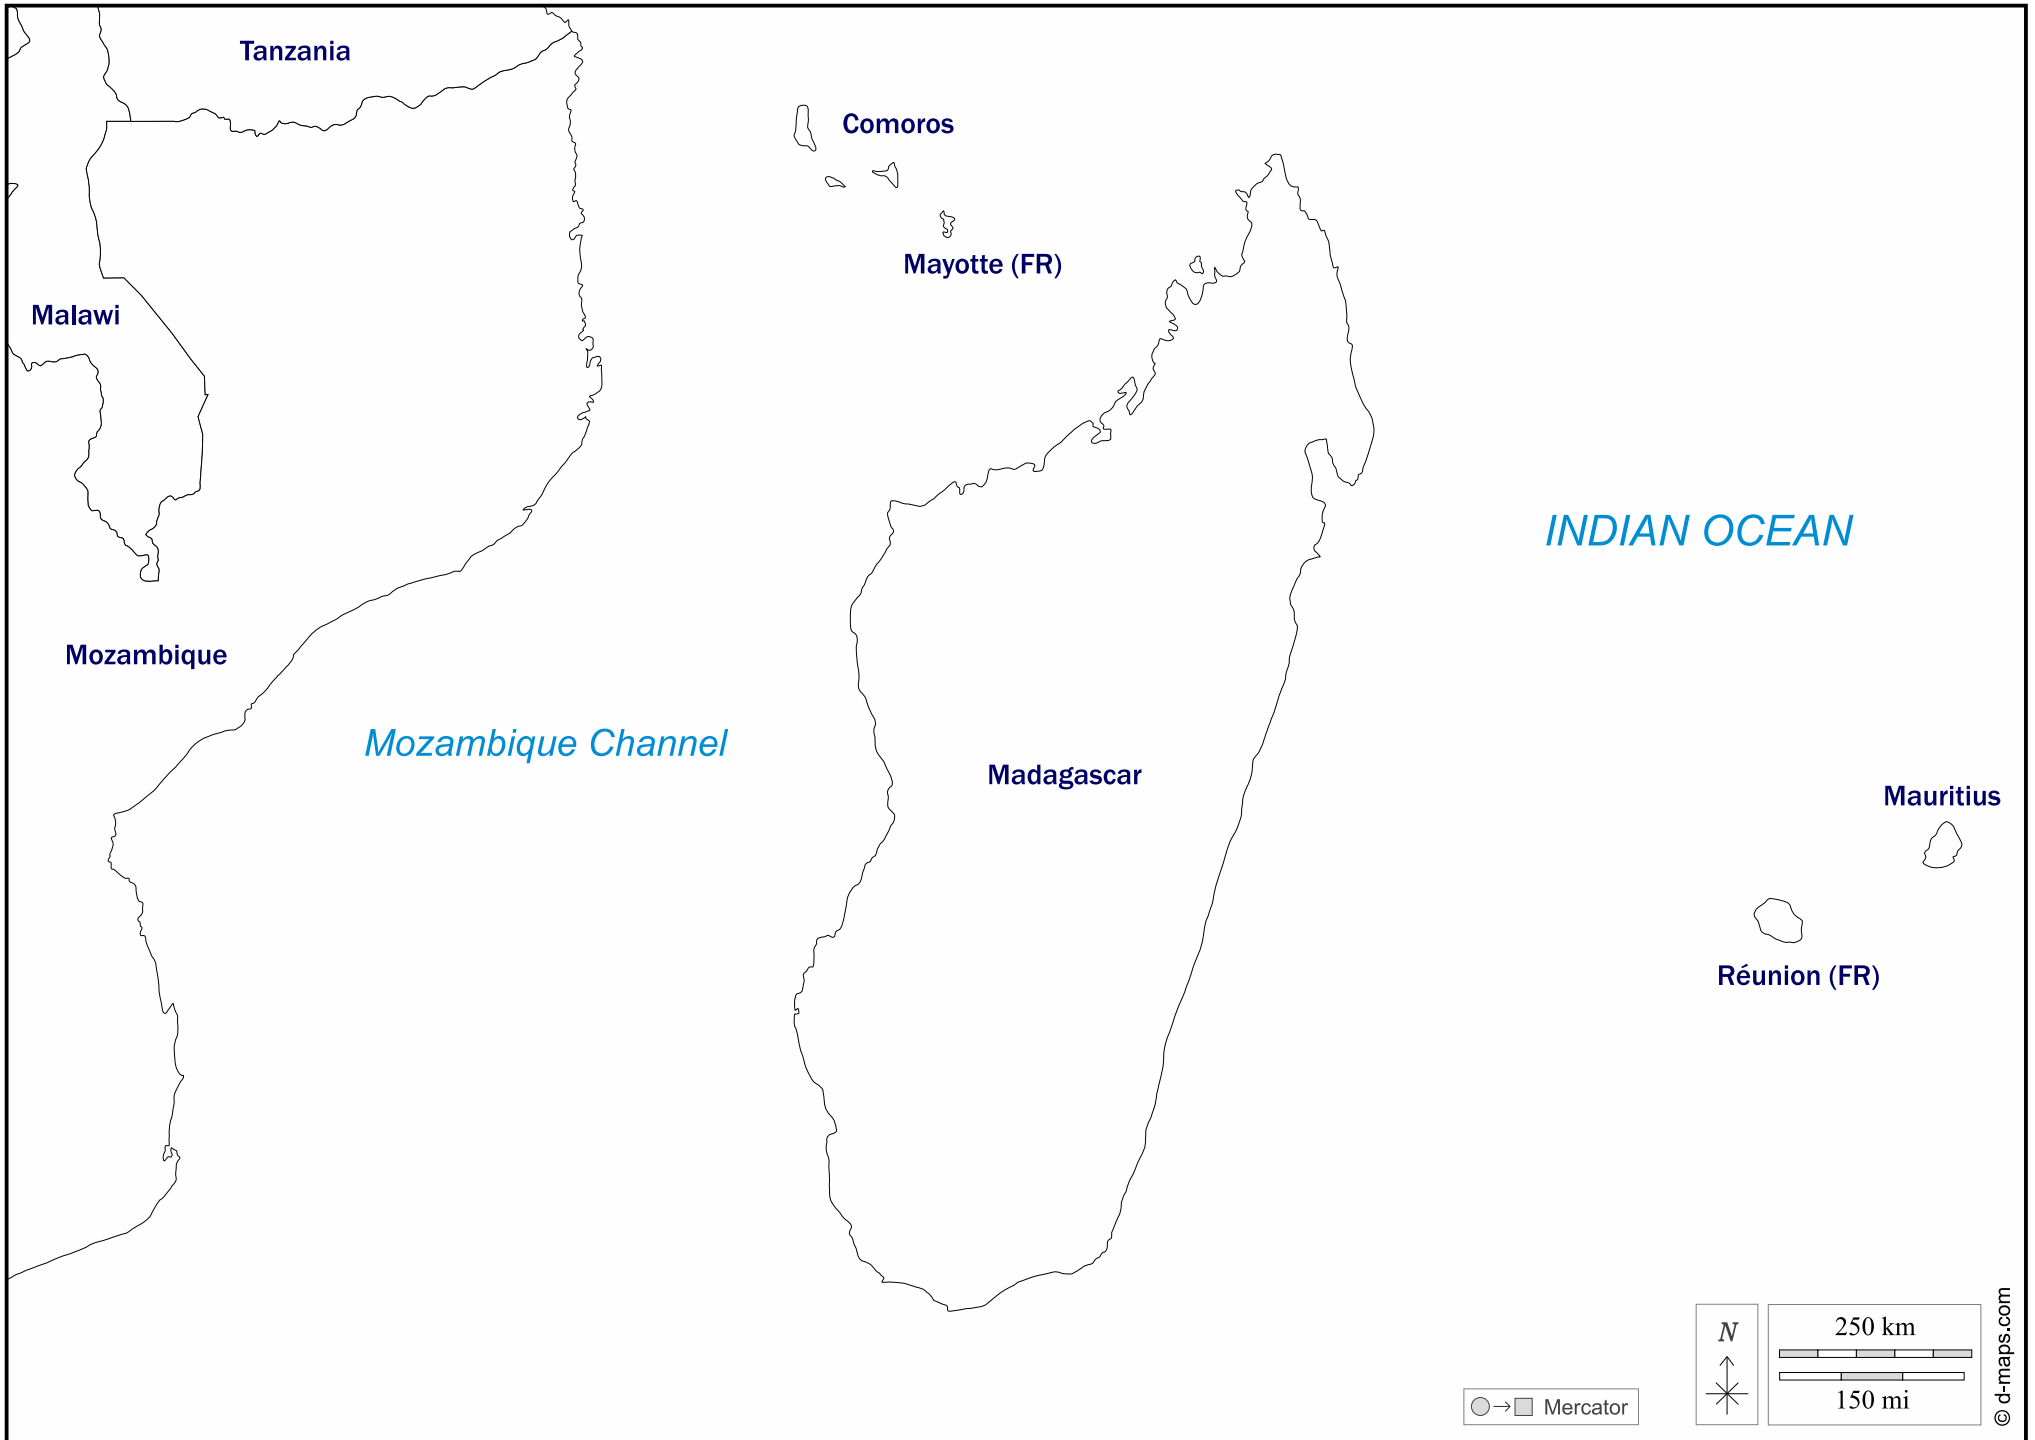 Tanzania
Comoros
Mayotte (FR)
Malawi
INDIAN OCEAN
Mozambique
Mozambique Channel
Madagascar
Mauritius
Réunion (FR)
N
250 km
150 mi
Mercator
© d-maps.com